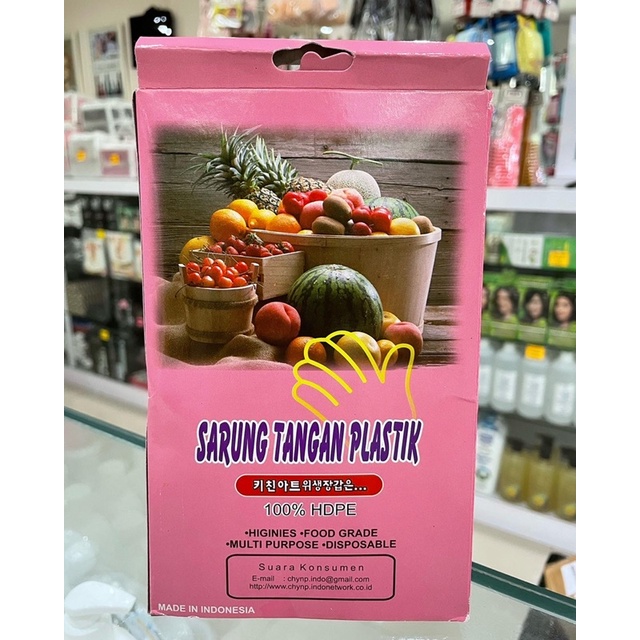 SARUNG TANGAN PLASTIK
키친아트위생장갑은...
100% HDPE
•HIGINIES •FOOD GRADE
•MULTI PURPOSE •DISPOSABLE
Suara Konsumen
E-mail : chynp.indo@gmail.com
http://www.chynp.indonetwork.co.id
MADE IN INDONESIA